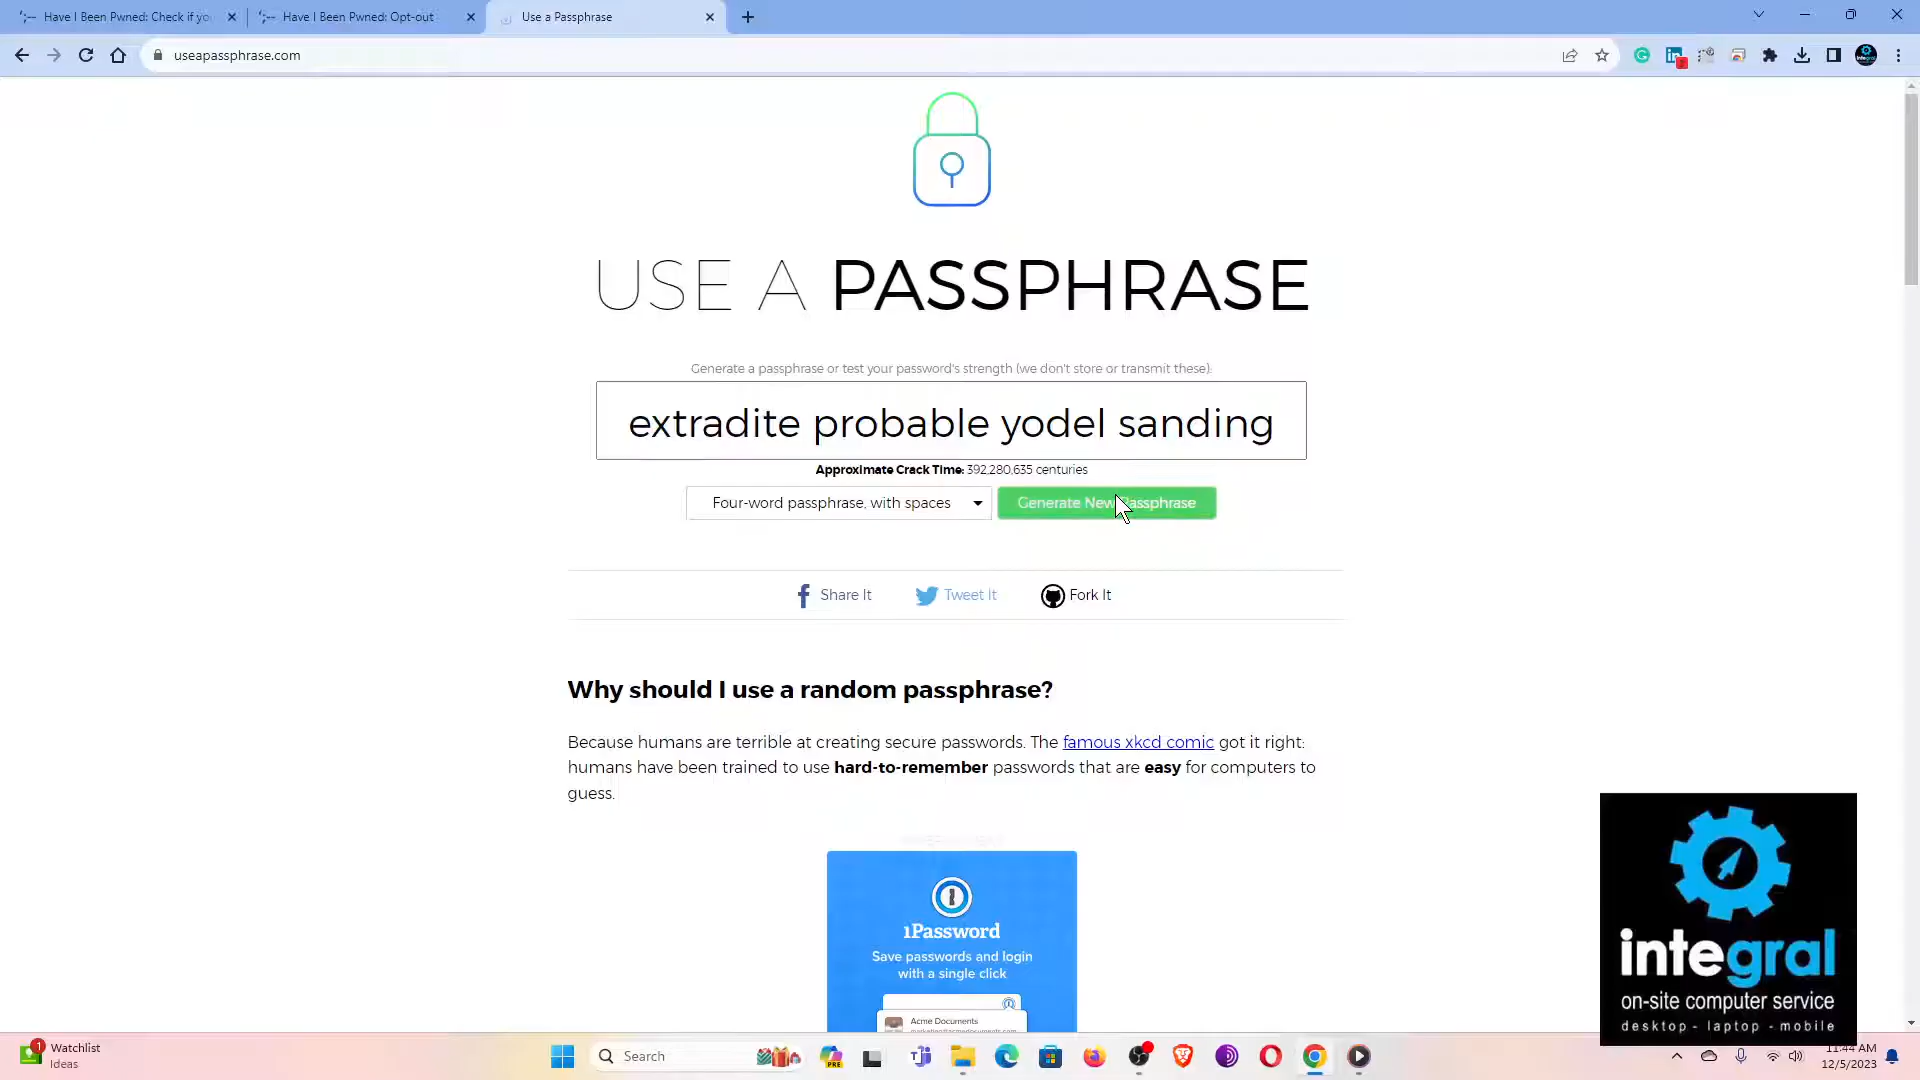 Have I Been Pwned: Check if yo
Have I Been Pwned: Opt-out
Use a Passphrase
useapassphrase.com
USE A PASSPHRASE
Generate a passphrase or test your password's strength (we don't store or transmit these):
extradite probable yodel sanding
Approximate Crack Time: 392,280,635 centuries
Four-word passphrase, with spaces
Generate New Passphrase
Share It
Tweet It
Fork It
Why should I use a random passphrase?
Because humans are terrible at creating secure passwords. The famous xkcd comic got it right:
humans have been trained to use hard-to-remember passwords that are easy for computers to
guess.
1Password
Save passwords and login
with a single click
Acme Documents
integral
on-site computer service
desktop - laptop - mobile
1
Watchlist
Ideas
Search
PRE
11:44 AM
12/5/2023